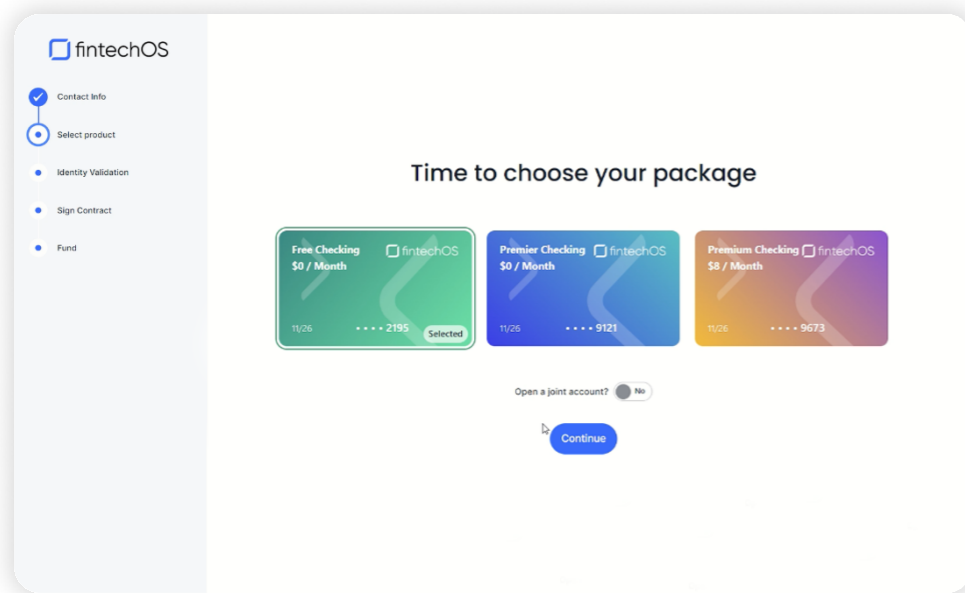 fintechOS
Contact Info
Select product
Identity Validation
Sign Contract
Fund
Time to choose your package
Free Checking
fintechOS
$0 / Month
11/26
•••• 2195
Selected
Premier Checking
fintechOS
$0 / Month
11/26
•••• 9121
Premium Checking
fintechOS
$8 / Month
11/26
•••• 9673
Open a joint account?
No
Continue